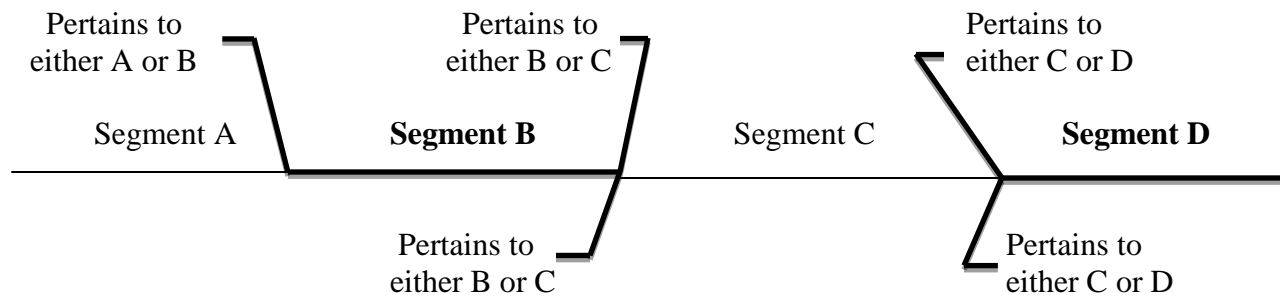 Pertains to
either A or B
Pertains to
either B or C
Pertains to
either C or D
Segment A
Segment B
Segment C
Segment D
Pertains to
either B or C
Pertains to
either C or D